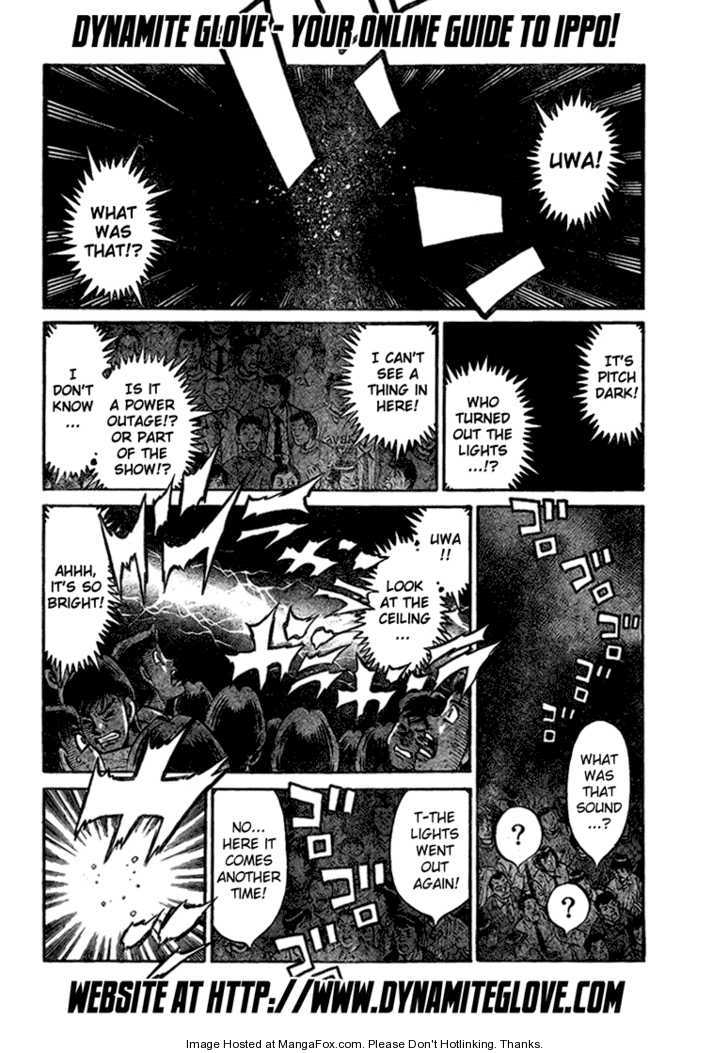 DYNAMITE GLOVE - YOUR ONLINE GUIDE TO IPPO!
UWA!
WHAT
WAS
THAT!?
IT'S
PITCH
DARK!
WHO
TURNED
OUT THE
LIGHTS
...!?
I CAN'T
SEE A
THING IN
HERE!
IS IT
A POWER
OUTAGE!?
OR PART
OF THE
SHOW!?
I
DON'T
KNOW
...
ゴロ
ゴロ
ゴロ
ゴロ
WHAT
WAS
THAT
SOUND
...?
?
?
UWA
!!
LOOK
AT THE
CEILING
...
AHHH,
IT'S SO
BRIGHT!
T-THE
LIGHTS
WENT
OUT
AGAIN!
ゴロ
ゴロ
ゴロ
NO...
HERE IT
COMES
ANOTHER
TIME!
WEBSITE AT HTTP://WWW.DYNAMITEGLOVE.COM
Image Hosted at MangaFox.com. Please Don't Hotlinking. Thanks.